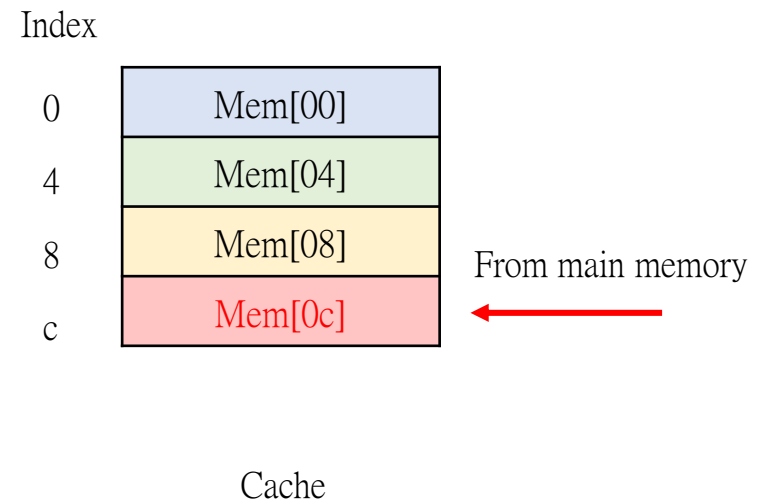 Index
0 Mem[00]
4 Mem[04]
8 Mem[08]
From main memory
c Mem[0c]
Cache